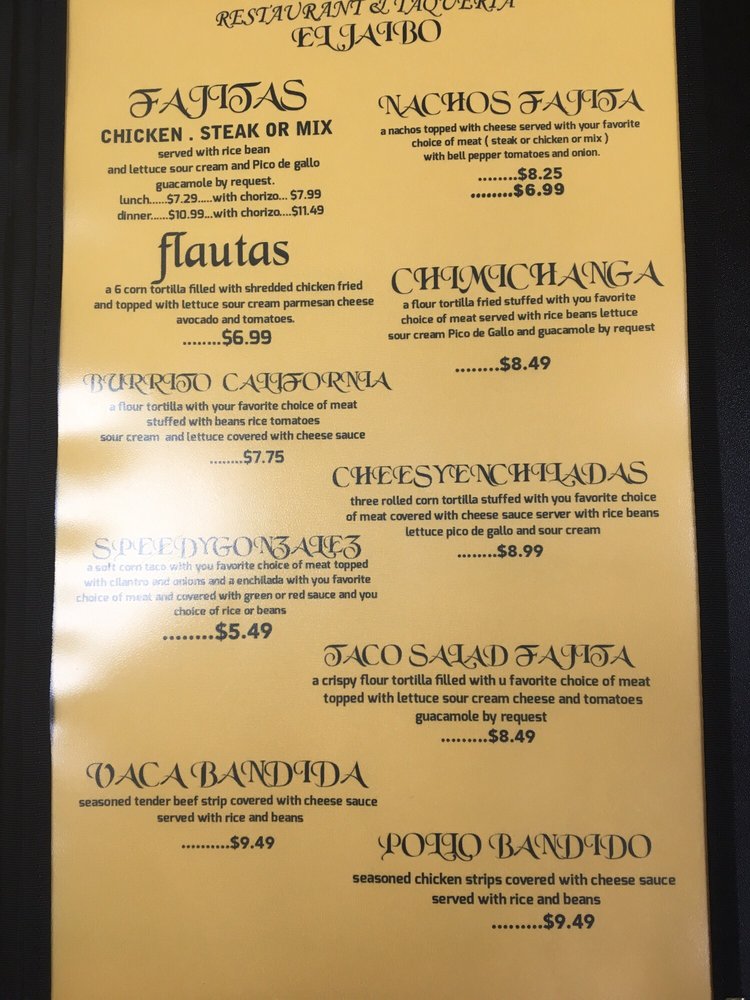 RESTAURANT & TAQUERIA
EL JAIBO
FAJITAS
CHICKEN . STEAK OR MIX
served with rice bean
and lettuce sour cream and Pico de gallo
guacamole by request.
lunch......$7.29.....with chorizo... $7.99
dinner......$10.99...with chorizo....$11.49
NACHOS FAJITA
a nachos topped with cheese served with your favorite
choice of meat ( steak or chicken or mix )
with bell pepper tomatoes and onion.
........$8.25
........$6.99
flautas
a 6 corn tortilla filled with shredded chicken fried
and topped with lettuce sour cream parmesan cheese
avocado and tomatoes.
........$6.99
CHIMICHANGA
a flour tortilla fried stuffed with you favorite
choice of meat served with rice beans lettuce
sour cream Pico de Gallo and guacamole by request
........$8.49
BURRITO CALIFORNIA
a flour tortilla with your favorite choice of meat
stuffed with beans rice tomatoes
sour cream and lettuce covered with cheese sauce
........$7.75
CHEESYENCHILADAS
three rolled corn tortilla stuffed with you favorite choice
of meat covered with cheese sauce server with rice beans
lettuce pico de gallo and sour cream
........$8.99
SPEEDYGONZALEZ
a soft corn taco with you favorite choice of meat topped
with cilantro and onions and a enchilada with you favorite
choice of meat and covered with green or red sauce and you
choice of rice or beans
........$5.49
TACO SALAD FAJITA
a crispy flour tortilla filled with u favorite choice of meat
topped with lettuce sour cream cheese and tomatoes
guacamole by request
.........$8.49
VACA BANDIDA
seasoned tender beef strip covered with cheese sauce
served with rice and beans
..........$9.49
POLLO BANDIDO
seasoned chicken strips covered with cheese sauce
served with rice and beans
..........$9.49